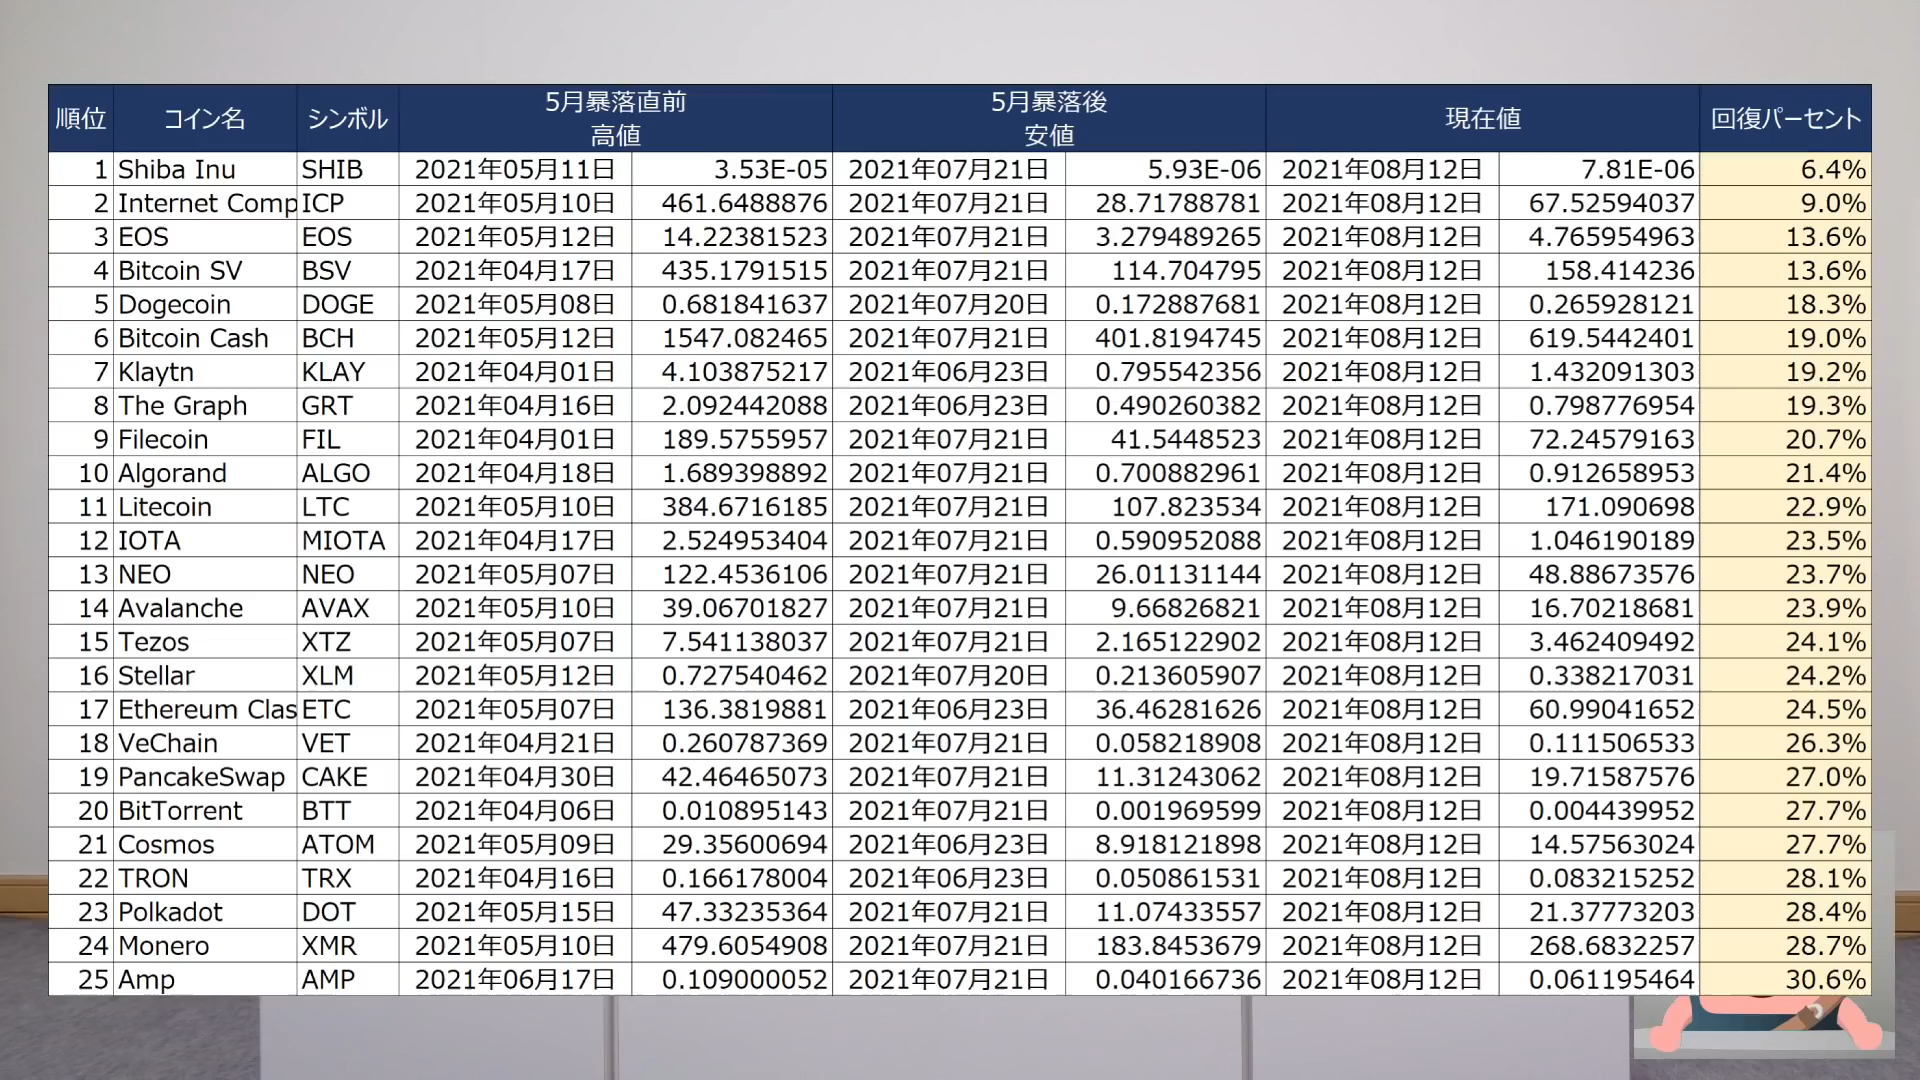 順位 コイン名 シンボル 5月暴落直前 高値 5月暴落後 安値 現在値 回復パーセント
1 Shiba Inu SHIB 2021年05月11日 3.53E-05 2021年07月21日 5.93E-06 2021年08月12日 7.81E-06 6.4%
2 Internet Comp ICP 2021年05月10日 461.6488876 2021年07月21日 28.71788781 2021年08月12日 67.52594037 9.0%
3 EOS EOS 2021年05月12日 14.22381523 2021年07月21日 3.279489265 2021年08月12日 4.765954963 13.6%
4 Bitcoin SV BSV 2021年04月17日 435.1791515 2021年07月21日 114.704795 2021年08月12日 158.414236 13.6%
5 Dogecoin DOGE 2021年05月08日 0.681841637 2021年07月20日 0.172887681 2021年08月12日 0.265928121 18.3%
6 Bitcoin Cash BCH 2021年05月12日 1547.082465 2021年07月21日 401.8194745 2021年08月12日 619.5442401 19.0%
7 Klaytn KLAY 2021年04月01日 4.103875217 2021年06月23日 0.795542356 2021年08月12日 1.432091303 19.2%
8 The Graph GRT 2021年04月16日 2.092442088 2021年06月23日 0.490260382 2021年08月12日 0.798776954 19.3%
9 Filecoin FIL 2021年04月01日 189.5755957 2021年07月21日 41.5448523 2021年08月12日 72.24579163 20.7%
10 Algorand ALGO 2021年04月18日 1.689398892 2021年07月21日 0.700882961 2021年08月12日 0.912658953 21.4%
11 Litecoin LTC 2021年05月10日 384.6716185 2021年07月21日 107.823534 2021年08月12日 171.090698 22.9%
12 IOTA MIOTA 2021年04月17日 2.524953404 2021年07月21日 0.590952088 2021年08月12日 1.046190189 23.5%
13 NEO NEO 2021年05月07日 122.4536106 2021年07月21日 26.01131144 2021年08月12日 48.88673576 23.7%
14 Avalanche AVAX 2021年05月10日 39.06701827 2021年07月21日 9.66826821 2021年08月12日 16.70218681 23.9%
15 Tezos XTZ 2021年05月07日 7.541138037 2021年07月21日 2.165122902 2021年08月12日 3.462409492 24.1%
16 Stellar XLM 2021年05月12日 0.727540462 2021年07月20日 0.213605907 2021年08月12日 0.338217031 24.2%
17 Ethereum Clas ETC 2021年05月07日 136.3819881 2021年06月23日 36.46281626 2021年08月12日 60.99041652 24.5%
18 VeChain VET 2021年04月21日 0.260787369 2021年07月21日 0.058218908 2021年08月12日 0.111506533 26.3%
19 PancakeSwap CAKE 2021年04月30日 42.46465073 2021年07月21日 11.31243062 2021年08月12日 19.71587576 27.0%
20 BitTorrent BTT 2021年04月06日 0.010895143 2021年07月21日 0.001969599 2021年08月12日 0.004439952 27.7%
21 Cosmos ATOM 2021年05月09日 29.35600694 2021年06月23日 8.918121898 2021年08月12日 14.57563024 27.7%
22 TRON TRX 2021年04月16日 0.166178004 2021年06月23日 0.050861531 2021年08月12日 0.083215252 28.1%
23 Polkadot DOT 2021年05月15日 47.33235364 2021年07月21日 11.07433557 2021年08月12日 21.37773203 28.4%
24 Monero XMR 2021年05月10日 479.6054908 2021年07月21日 183.8453679 2021年08月12日 268.6832257 28.7%
25 Amp AMP 2021年06月17日 0.109000052 2021年07月21日 0.040166736 2021年08月12日 0.061195464 30.6%